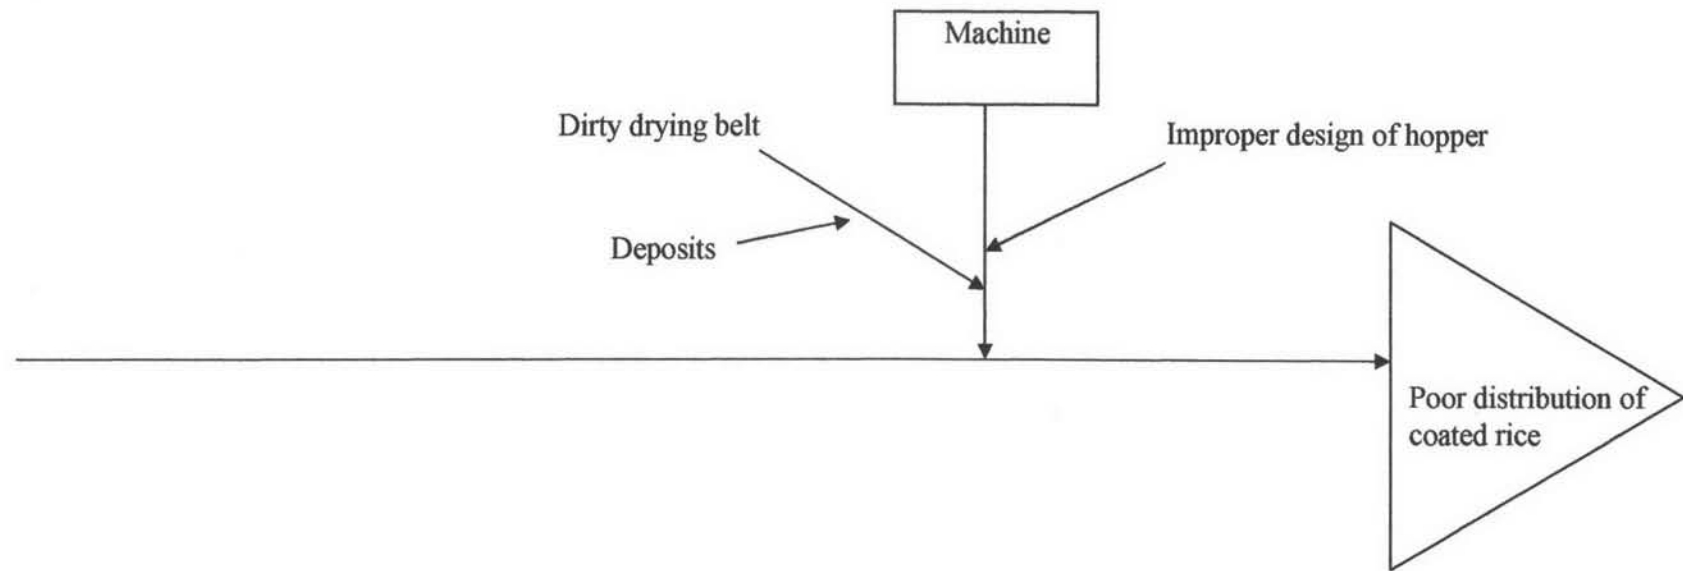 Machine
Dirty drying belt
Improper design of hopper
Deposits
Poor distribution of
coated rice